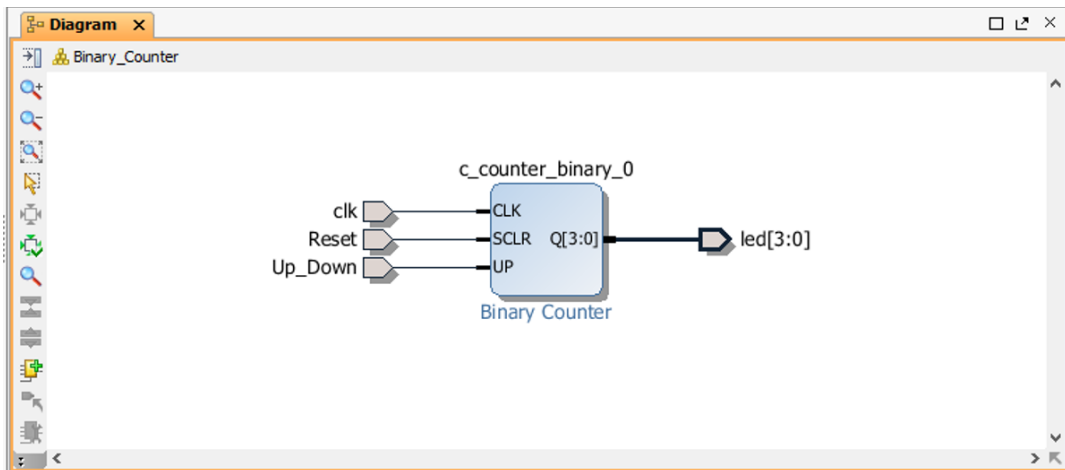 Diagram
Binary_Counter
c_counter_binary_0
clk
CLK
Reset
SCLR
Q[3:0]
led[3:0]
Up_Down
UP
Binary Counter